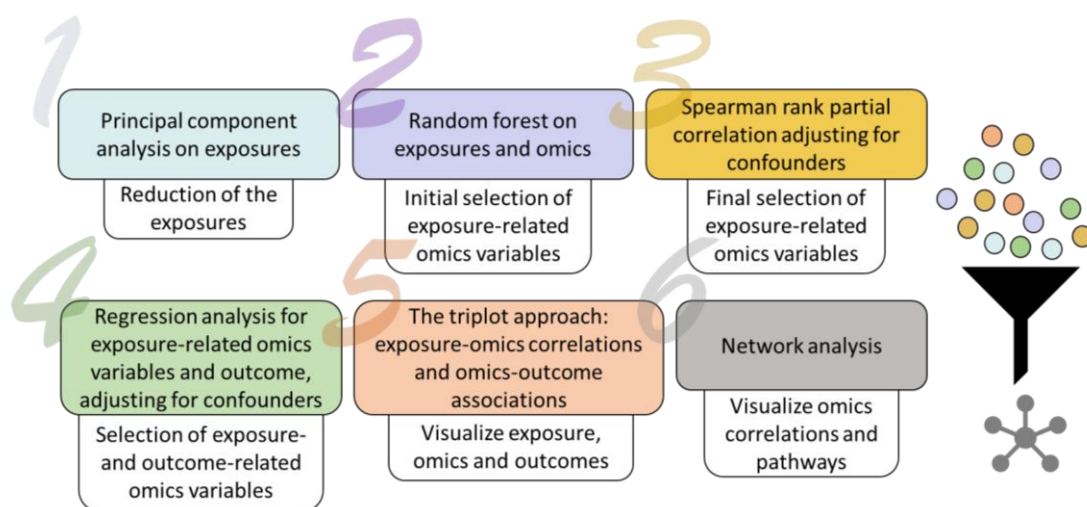 1
Principal component
analysis on exposures
Reduction of the
exposures
2
Random forest on
exposures and omics
Initial selection of
exposure-related
omics variables
3
Spearman rank partial
correlation adjusting for
confounders
Final selection of
exposure-related
omics variables
4
Regression analysis for
exposure-related omics
variables and outcome,
adjusting for confounders
Selection of exposure-
and outcome-related
omics variables
5
The triplot approach:
exposure-omics correlations
and omics-outcome
associations
Visualize exposure,
omics and outcomes
6
Network analysis
Visualize omics
correlations and
pathways